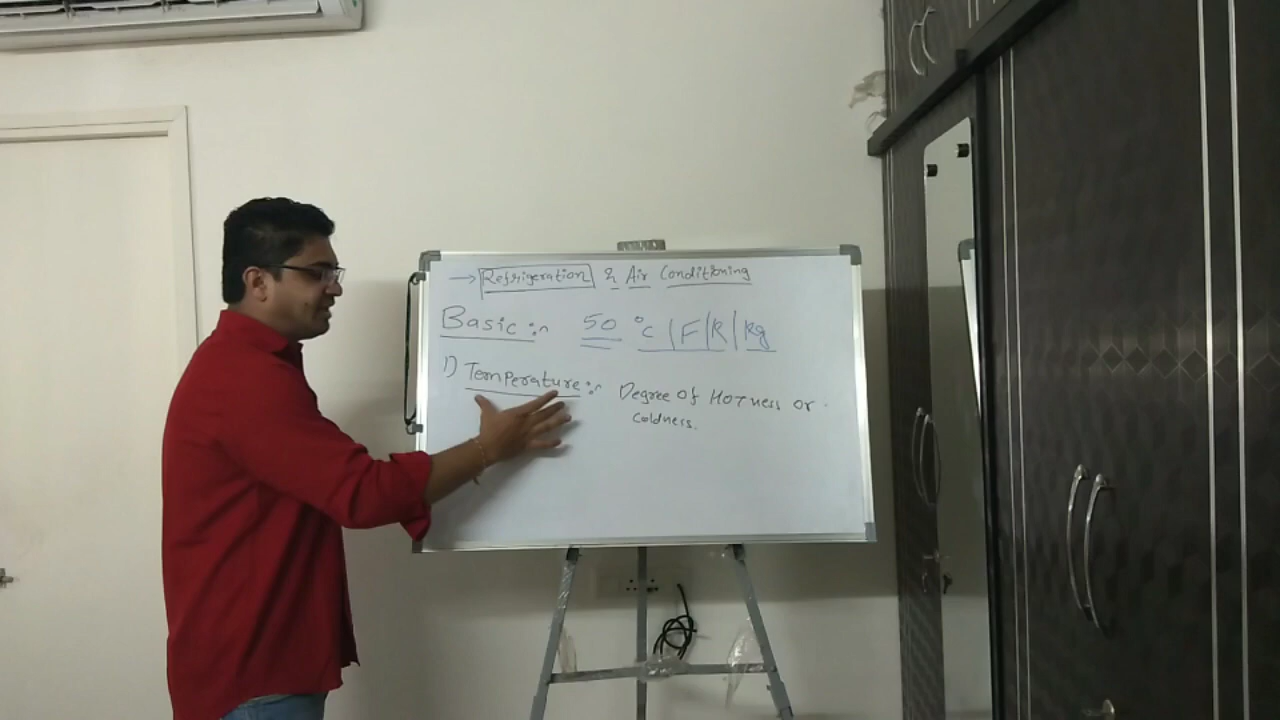 → Refrigeration & Air Conditioning
Basic :- 50 °c | F | K | kg
1) Temperature :- Degree of HOTness or
coldness.